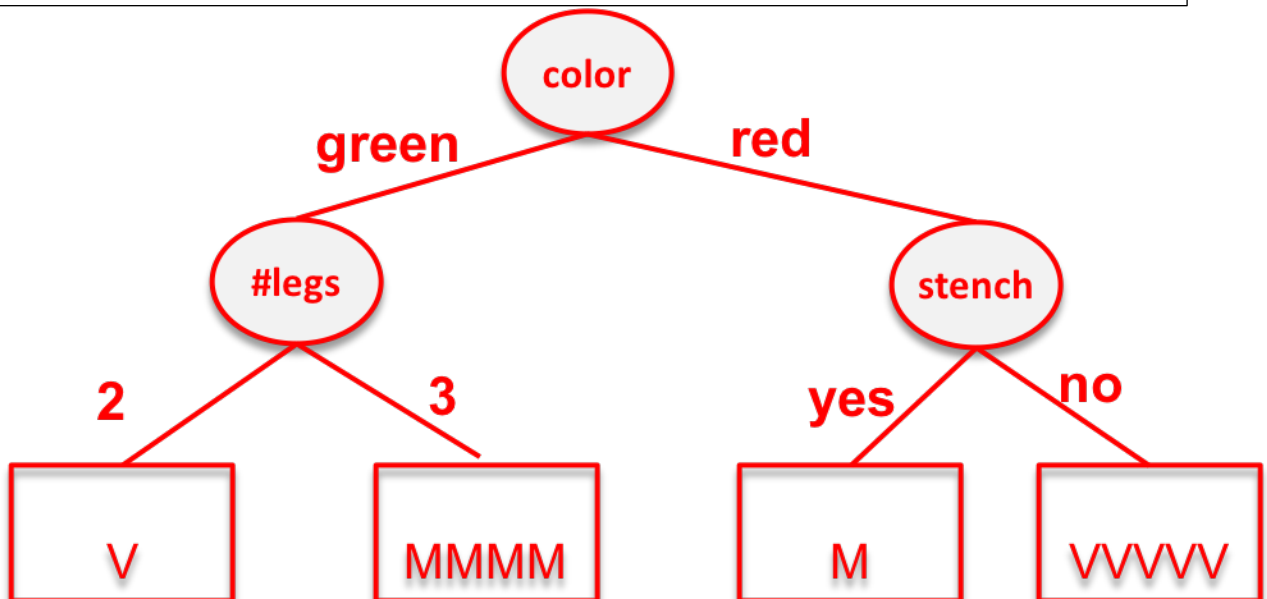 color
green
red
#legs
stench
2
3
yes
no
V
MMMM
M
VVVVV